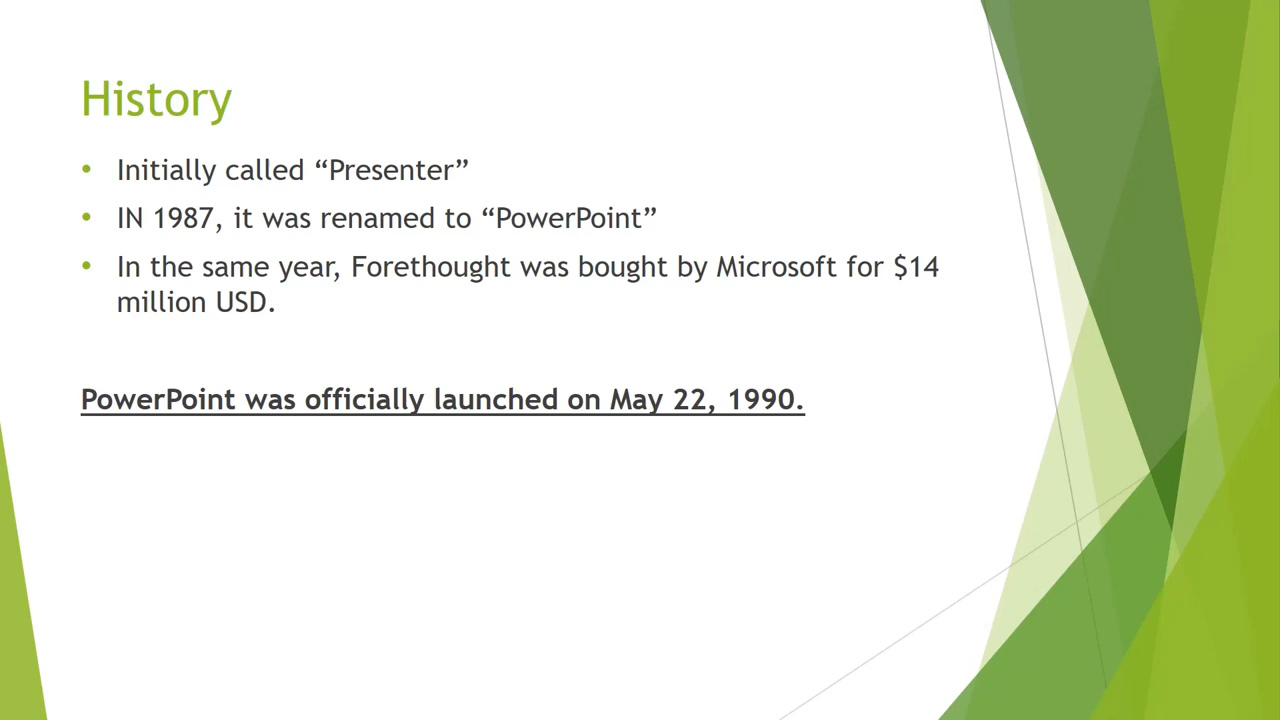 History
• Initially called “Presenter”
• IN 1987, it was renamed to “PowerPoint”
• In the same year, Forethought was bought by Microsoft for $14
million USD.
PowerPoint was officially launched on May 22, 1990.